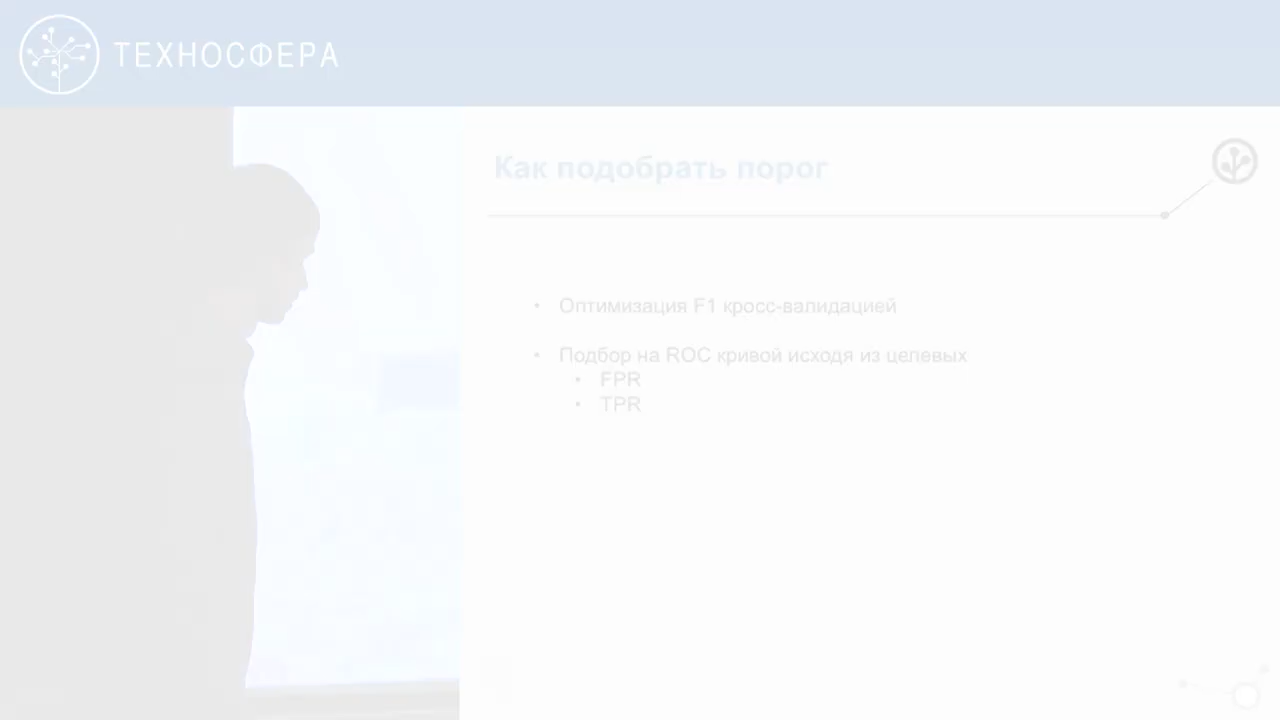 ТЕХНОСФЕРА
Как подобрать порог
• Оптимизация F1 кросс-валидацией
• Подбор на ROC кривой исходя из целевых
• FPR
• TPR